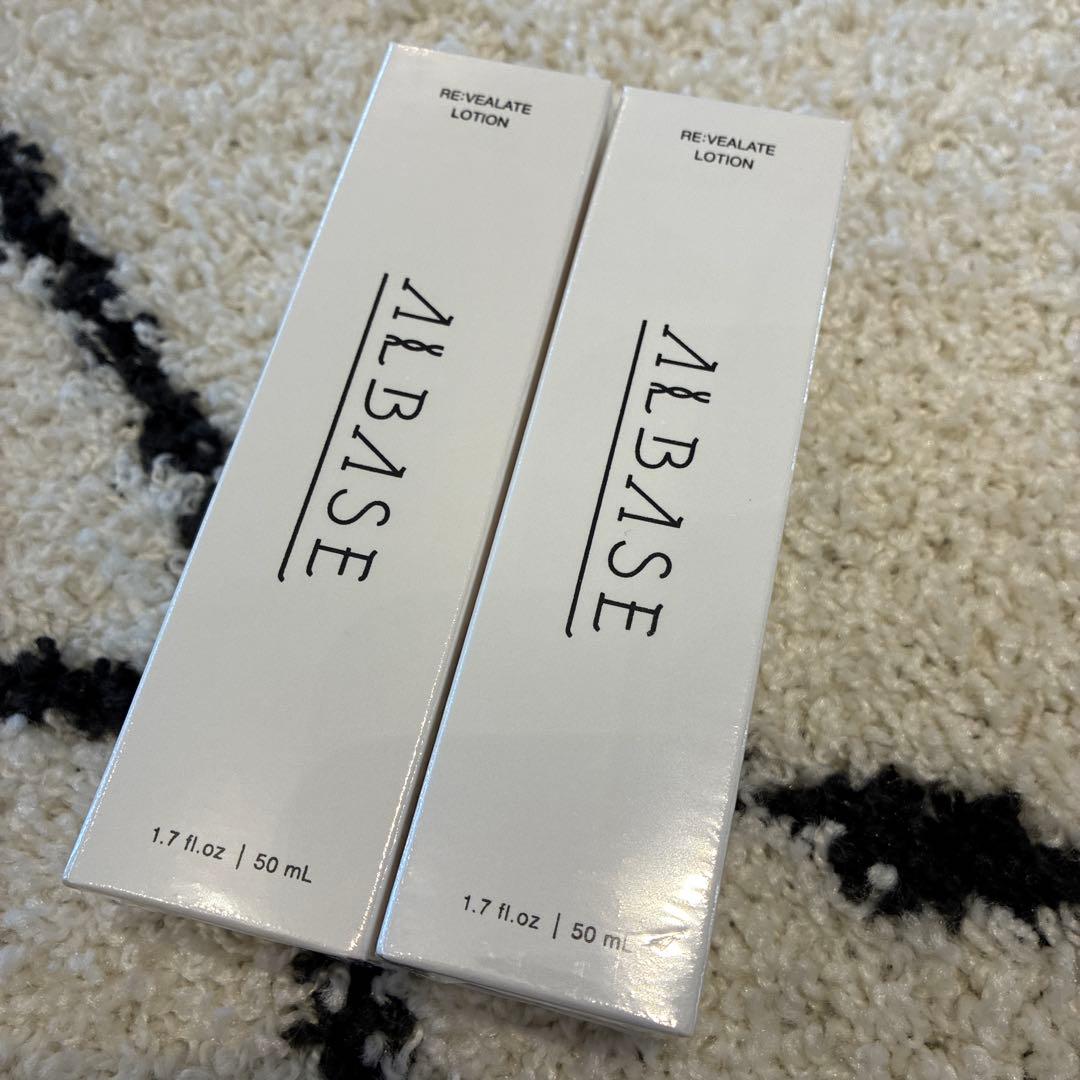 RE:VEALATE
LOTION
ALBASE
1.7 fl.oz | 50 mL
RE:VEALATE
LOTION
ALBASE
1.7 fl.oz | 50 mL